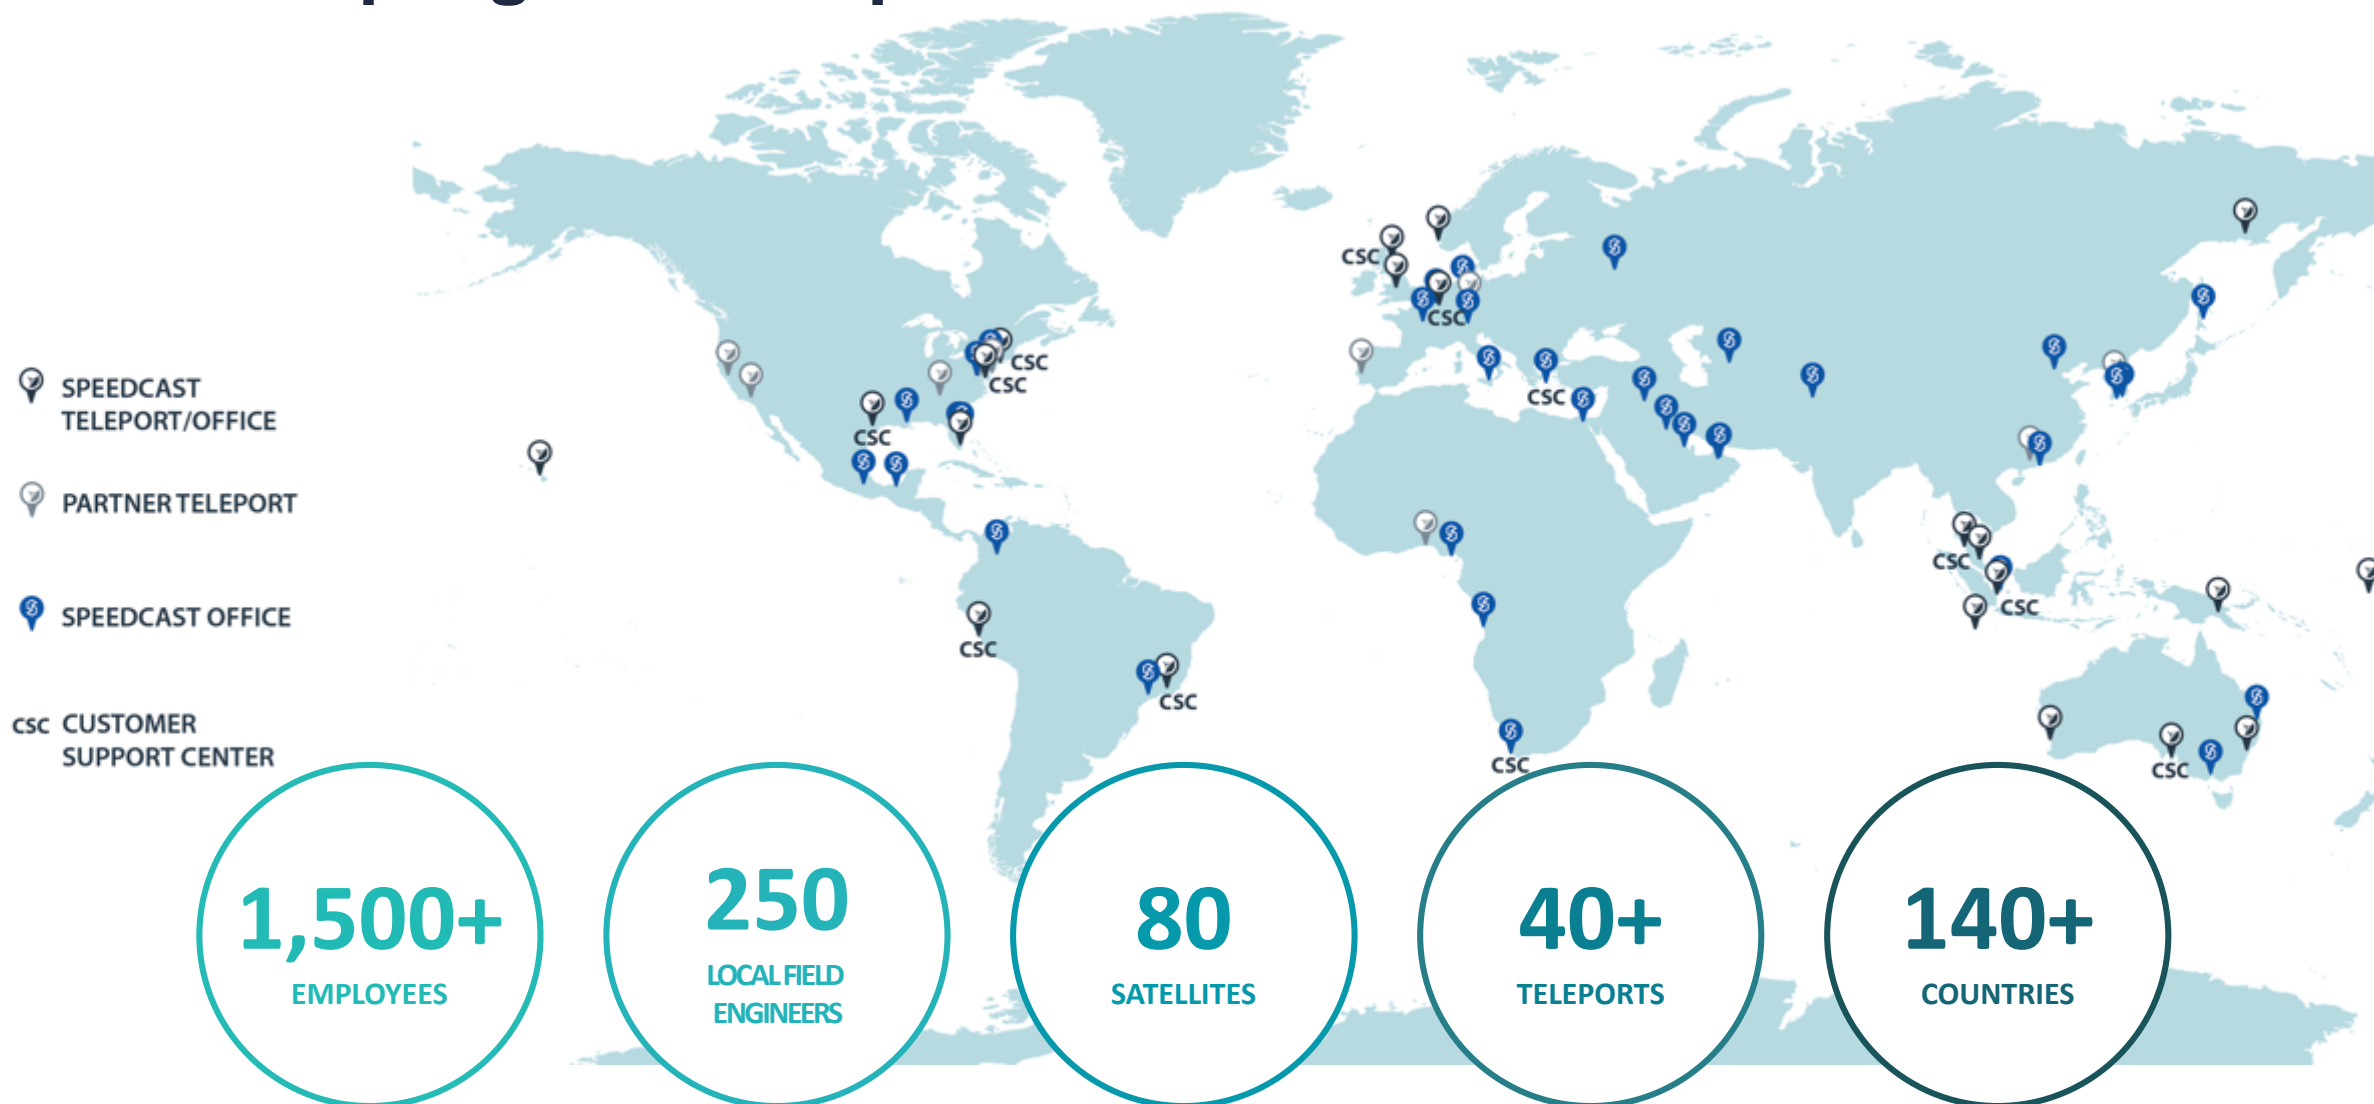 CSC
CSC
CSC
CSC
CSC
CSC
SPEEDCAST
TELEPORT/OFFICE
CSC
PARTNER TELEPORT
CSC
CSC
SPEEDCAST OFFICE
CSC
CSC
CSC CUSTOMER
SUPPORT CENTER
CSC
CSC
1,500+
EMPLOYEES
250
LOCAL FIELD
ENGINEERS
80
SATELLITES
40+
TELEPORTS
140+
COUNTRIES